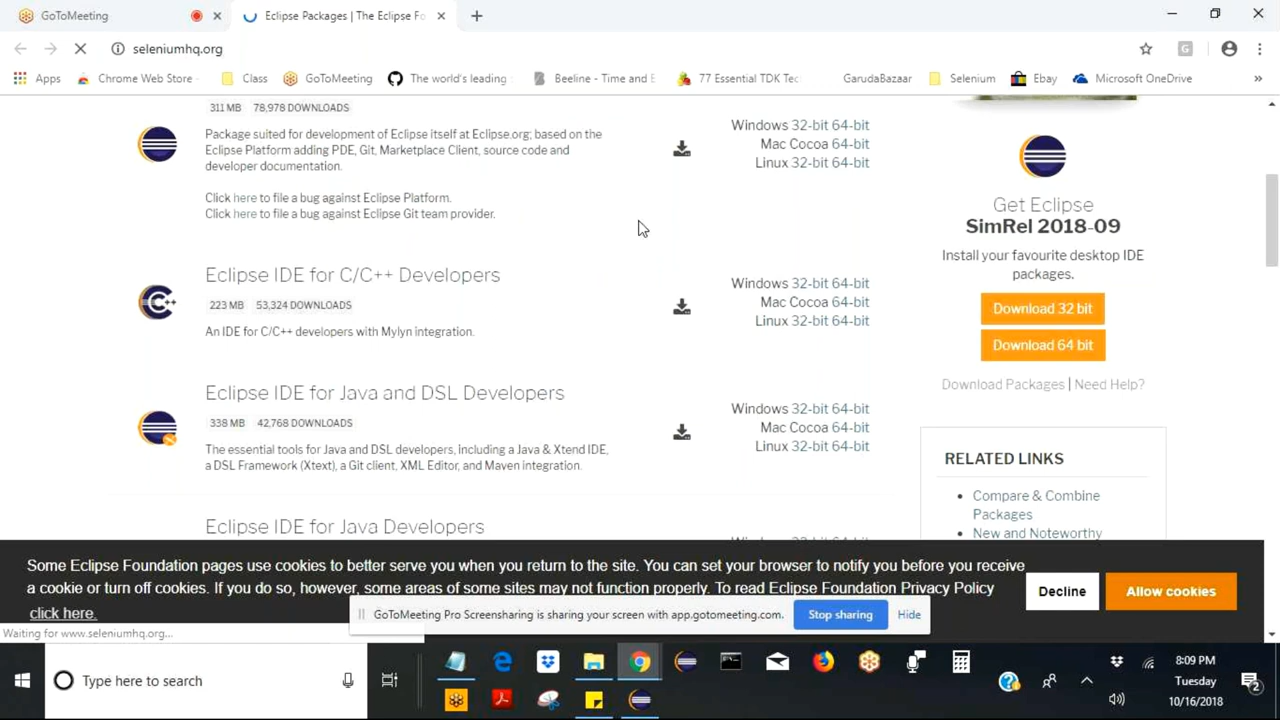 GoToMeeting
Eclipse Packages | The Eclipse Fo
seleniumhq.org
Apps
Chrome Web Store
Class
GoToMeeting
The world's leading
Beeline - Time and E
77 Essential TDK Tec
GarudaBazaar
Selenium
Ebay
Microsoft OneDrive
»
311 MB 78,978 DOWNLOADS
Package suited for development of Eclipse itself at Eclipse.org; based on the
Eclipse Platform adding PDE, Git, Marketplace Client, source code and
developer documentation.
Click here to file a bug against Eclipse Platform.
Click here to file a bug against Eclipse Git team provider.
Windows 32-bit 64-bit
Mac Cocoa 64-bit
Linux 32-bit 64-bit
Eclipse IDE for C/C++ Developers
223 MB 53,324 DOWNLOADS
An IDE for C/C++ developers with Mylyn integration.
Windows 32-bit 64-bit
Mac Cocoa 64-bit
Linux 32-bit 64-bit
Eclipse IDE for Java and DSL Developers
338 MB 42,768 DOWNLOADS
The essential tools for Java and DSL developers, including a Java & Xtend IDE,
a DSL Framework (Xtext), a Git client, XML Editor, and Maven integration.
Windows 32-bit 64-bit
Mac Cocoa 64-bit
Linux 32-bit 64-bit
Eclipse IDE for Java Developers
Get Eclipse
SimRel 2018-09
Install your favourite desktop IDE
packages.
Download 32 bit
Download 64 bit
Download Packages | Need Help?
RELATED LINKS
• Compare & Combine
Packages
• New and Noteworthy
Some Eclipse Foundation pages use cookies to better serve you when you return to the site. You can set your browser to notify you before you receive
a cookie or turn off cookies. If you do so, however, some areas of some sites may not function properly. To read Eclipse Foundation Privacy Policy
click here.
Decline
Allow cookies
GoToMeeting Pro Screensharing is sharing your screen with app.gotomeeting.com.
Stop sharing
Hide
Waiting for www.seleniumhq.org...
Type here to search
8:09 PM
Tuesday
10/16/2018
2